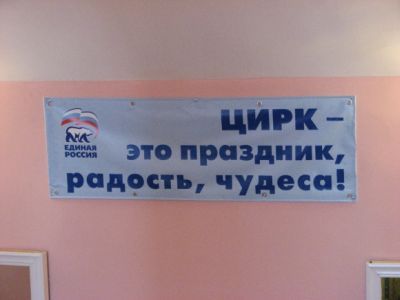 ЕДИНАЯ
РОССИЯ
ЦИРК –
это праздник,
радость, чудеса!